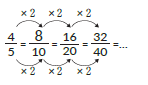 ×2 ×2 ×2
4/5 = 8/10 = 16/20 = 32/40 =...
×2 ×2 ×2